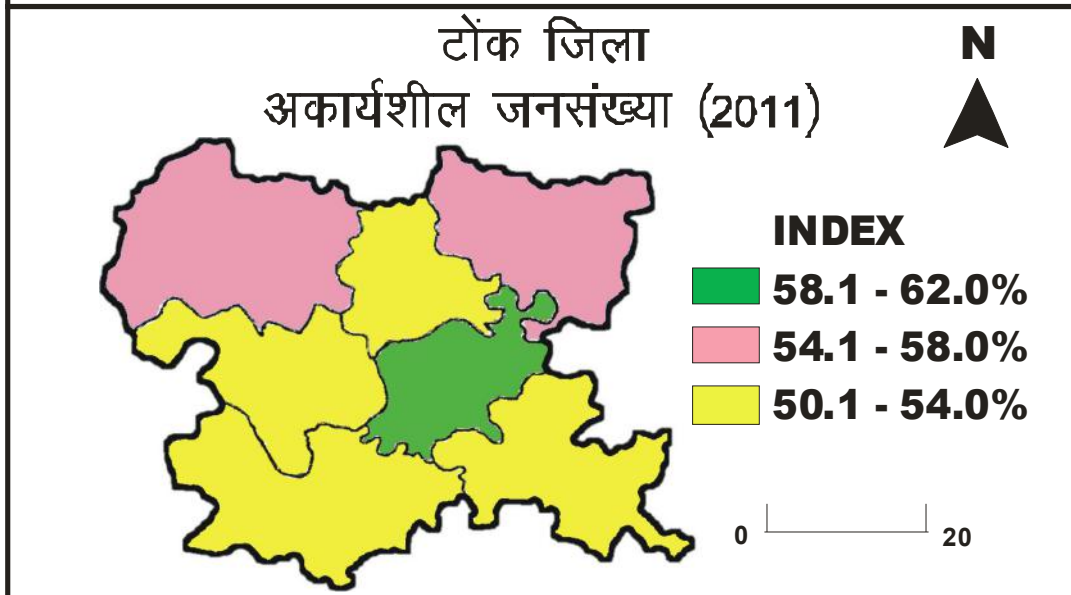 टोंक जिला
अकार्यशील जनसंख्या (2011)
N
INDEX
58.1 - 62.0%
54.1 - 58.0%
50.1 - 54.0%
0 20